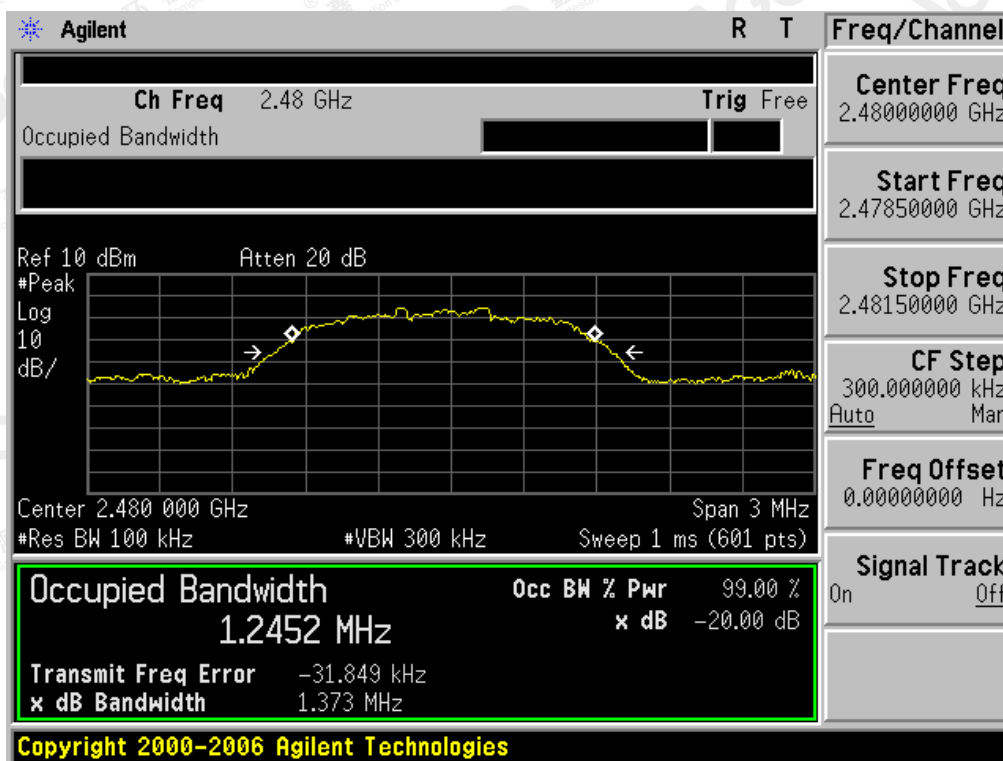 Agilent R T
Ch Freq 2.48 GHz Trig Free
Occupied Bandwidth
Ref 10 dBm Atten 20 dB
#Peak
Log
10
dB/
Center 2.480 000 GHz Span 3 MHz
#Res BW 100 kHz #VBW 300 kHz Sweep 1 ms (601 pts)
Occupied Bandwidth Occ BW % Pwr 99.00 %
1.2452 MHz x dB -20.00 dB
Transmit Freq Error -31.849 kHz
x dB Bandwidth 1.373 MHz
Copyright 2000-2006 Agilent Technologies
Freq/Channel
Center Freq
2.48000000 GHz
Start Freq
2.47850000 GHz
Stop Freq
2.48150000 GHz
CF Step
300.000000 kHz
Auto Man
Freq Offset
0.00000000 Hz
Signal Track
On Off